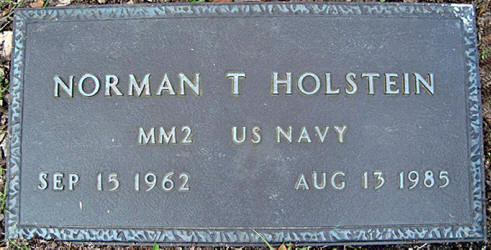 NORMAN T HOLSTEIN
MM2 US NAVY
SEP 15 1962 AUG 13 1985